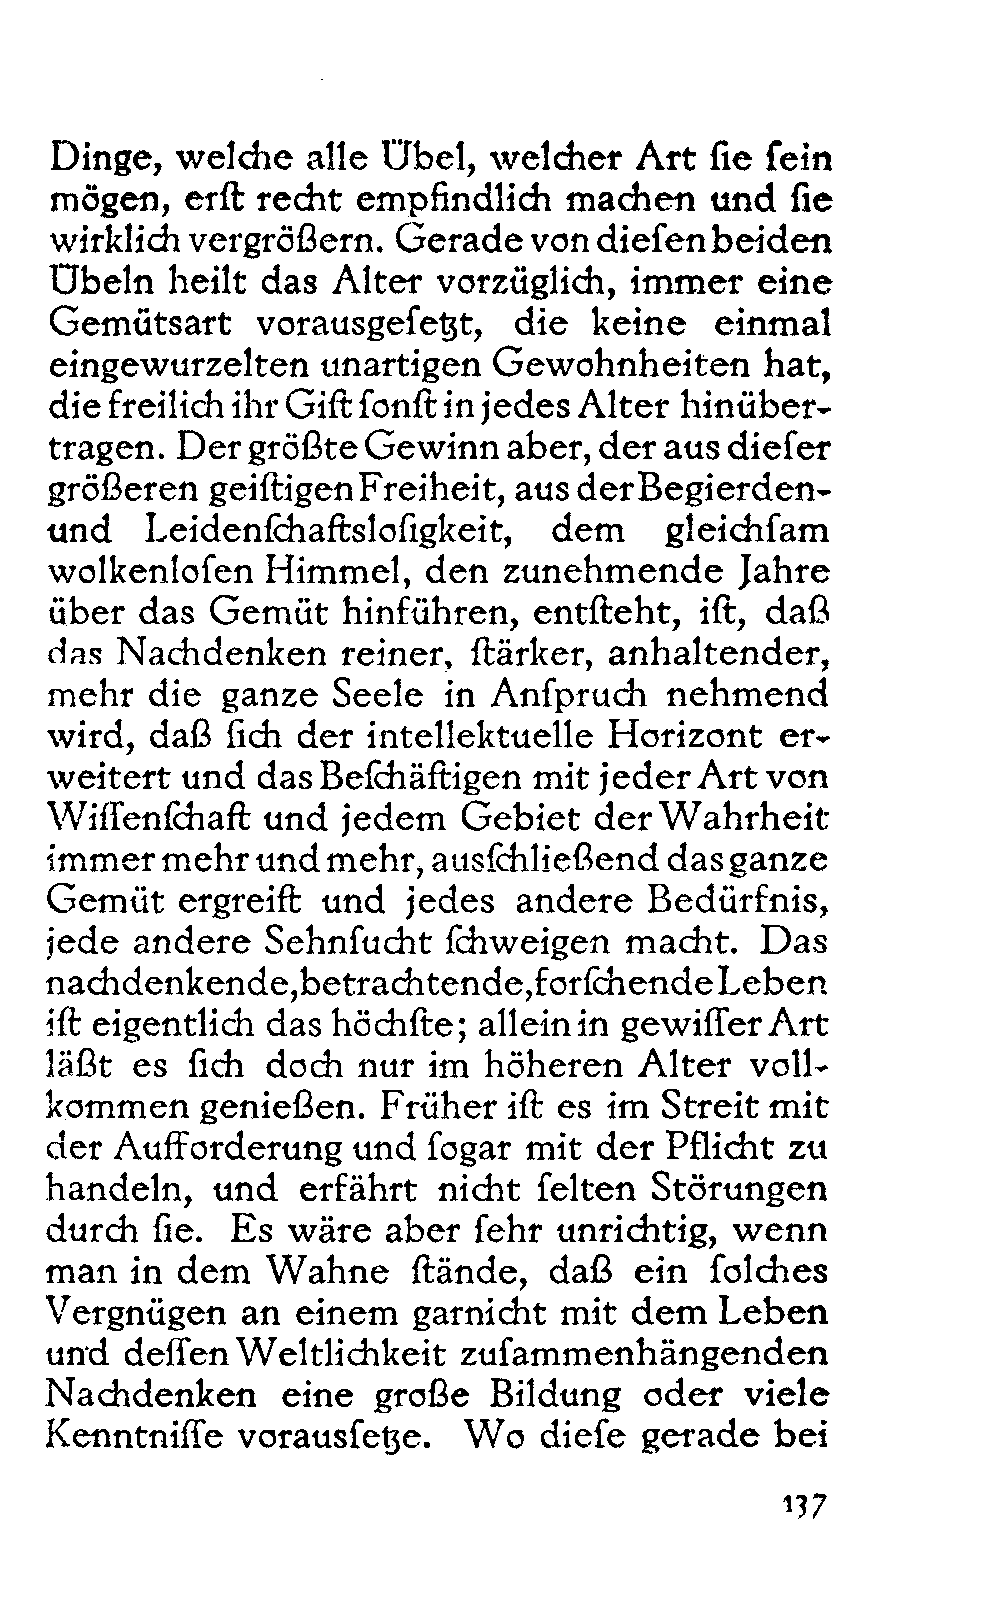 Dinge, welche alle Übel, welcher Art ſie ſein
mögen, erſt recht empfindlich machen und ſie
wirklich vergrößern. Gerade von dieſen beiden
Übeln heilt das Alter vorzüglich, immer eine
Gemütsart vorausgeſetzt, die keine einmal
eingewurzelten unartigen Gewohnheiten hat,
die freilich ihr Gift ſonſt in jedes Alter hinüber-
tragen. Der größte Gewinn aber, der aus dieſer
größeren geiſtigen Freiheit, aus der Begierden-
und Leidenſchaftsloſigkeit, dem gleichſam
wolkenloſen Himmel, den zunehmende Jahre
über das Gemüt hinführen, entſteht, iſt, daß
das Nachdenken reiner, ſtärker, anhaltender,
mehr die ganze Seele in Anſpruch nehmend
wird, daß ſich der intellektuelle Horizont er-
weitert und das Beſchäftigen mit jeder Art von
Wiſſenſchaft und jedem Gebiet der Wahrheit
immer mehr und mehr, ausſchließend das ganze
Gemüt ergreift und jedes andere Bedürfnis,
jede andere Sehnſucht ſchweigen macht. Das
nachdenkende, betrachtende, forſchende Leben
iſt eigentlich das höchſte; allein in gewiſſer Art
läßt es ſich doch nur im höheren Alter voll-
kommen genießen. Früher iſt es im Streit mit
der Aufforderung und ſogar mit der Pflicht zu
handeln, und erfährt nicht ſelten Störungen
durch ſie. Es wäre aber ſehr unrichtig, wenn
man in dem Wahne ſtände, daß ein ſolches
Vergnügen an einem garnicht mit dem Leben
und deſſen Weltlichkeit zuſammenhängenden
Nachdenken eine große Bildung oder viele
Kenntniſſe vorausſetze. Wo dieſe gerade bei
137